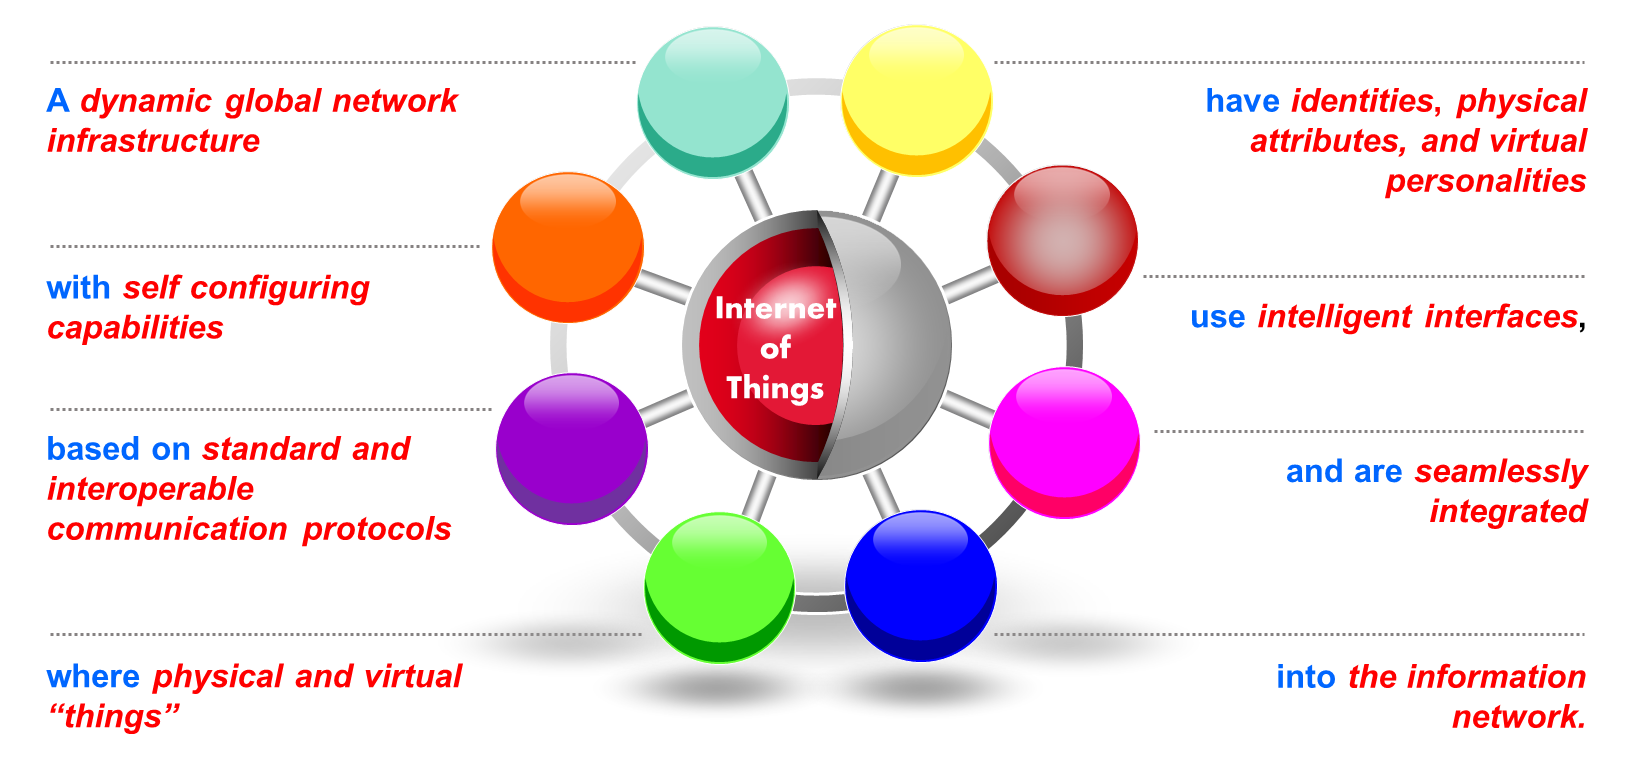 A dynamic global network
infrastructure
with self configuring
capabilities
based on standard and
interoperable
communication protocols
where physical and virtual
“things”
Internet
of
Things
have identities, physical
attributes, and virtual
personalities
use intelligent interfaces,
and are seamlessly
integrated
into the information
network.